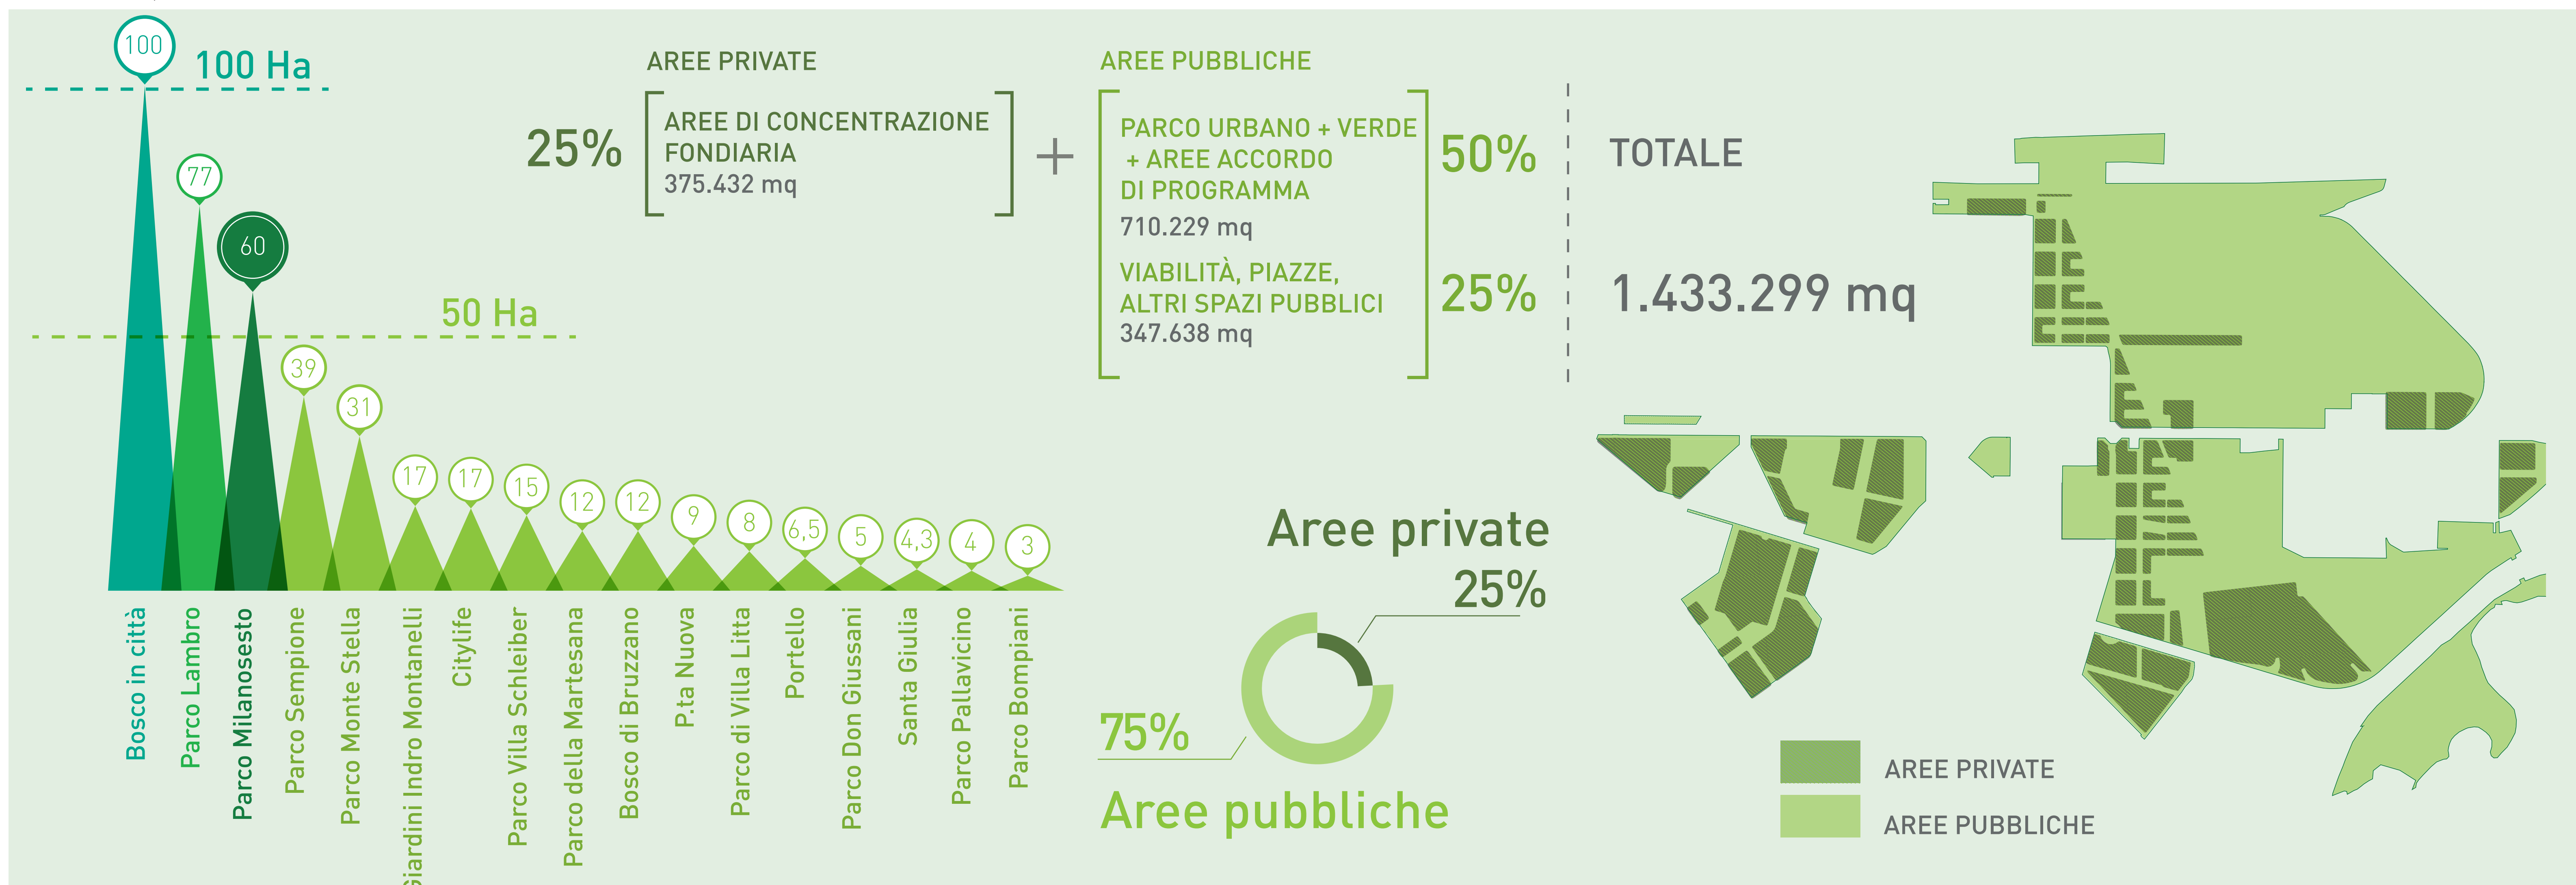 100
100 Ha
77
60
50 Ha
39
31
17
17
15
12
12
9
8
6,5
5
4,3
4
3
Bosco in città
Parco Lambro
Parco Milanosesto
Parco Sempione
Parco Monte Stella
Giardini Indro Montanelli
Citylife
Parco Villa Schleiber
Parco della Martesana
Bosco di Bruzzano
P.ta Nuova
Parco di Villa Litta
Portello
Parco Don Giussani
Santa Giulia
Parco Pallavicino
Parco Bompiani
AREE PRIVATE
25%
AREE DI CONCENTRAZIONE
FONDIARIA
375.432 mq
+
AREE PUBBLICHE
PARCO URBANO + VERDE
+ AREE ACCORDO
DI PROGRAMMA
710.229 mq
50%
VIABILITÀ, PIAZZE,
ALTRI SPAZI PUBBLICI
347.638 mq
25%
TOTALE
1.433.299 mq
Aree private
25%
75%
Aree pubbliche
AREE PRIVATE
AREE PUBBLICHE